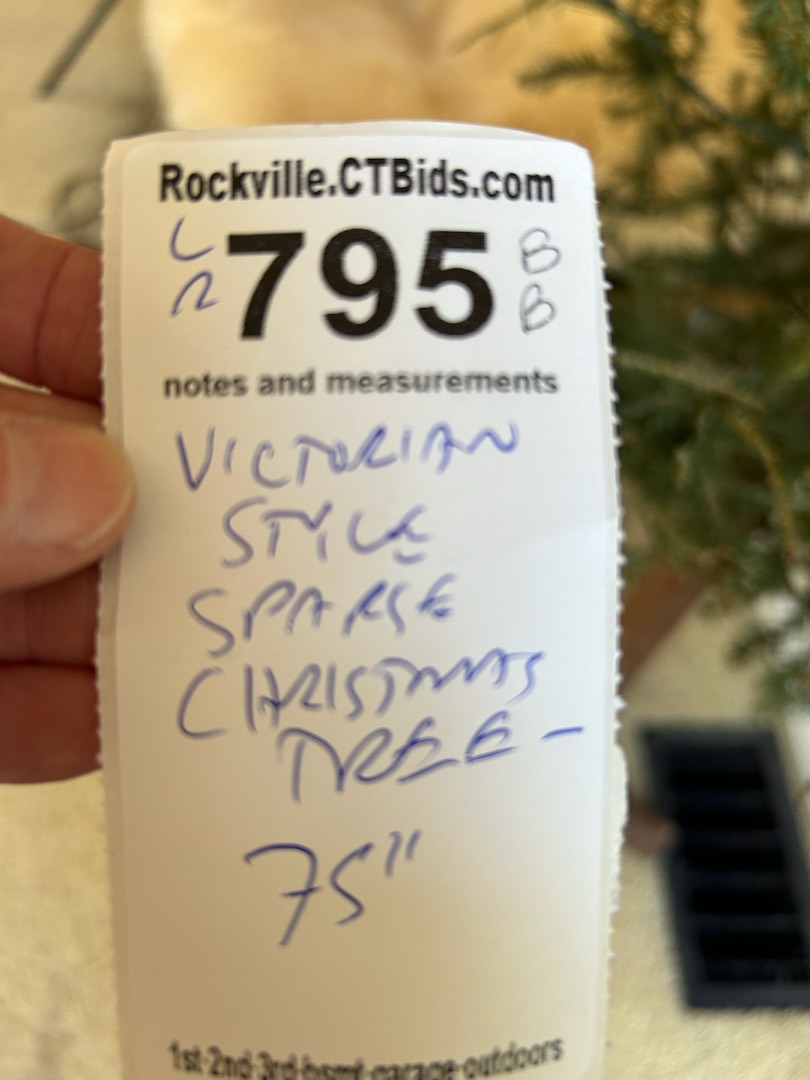 Rockville.CTBids.com
L 795 B
R B
notes and measurements
VICTORIAN
STYLE
SPARSE
CHRISTMAS
TREE -
75"
1st-2nd-3rd-bsmt-garage-outdoors